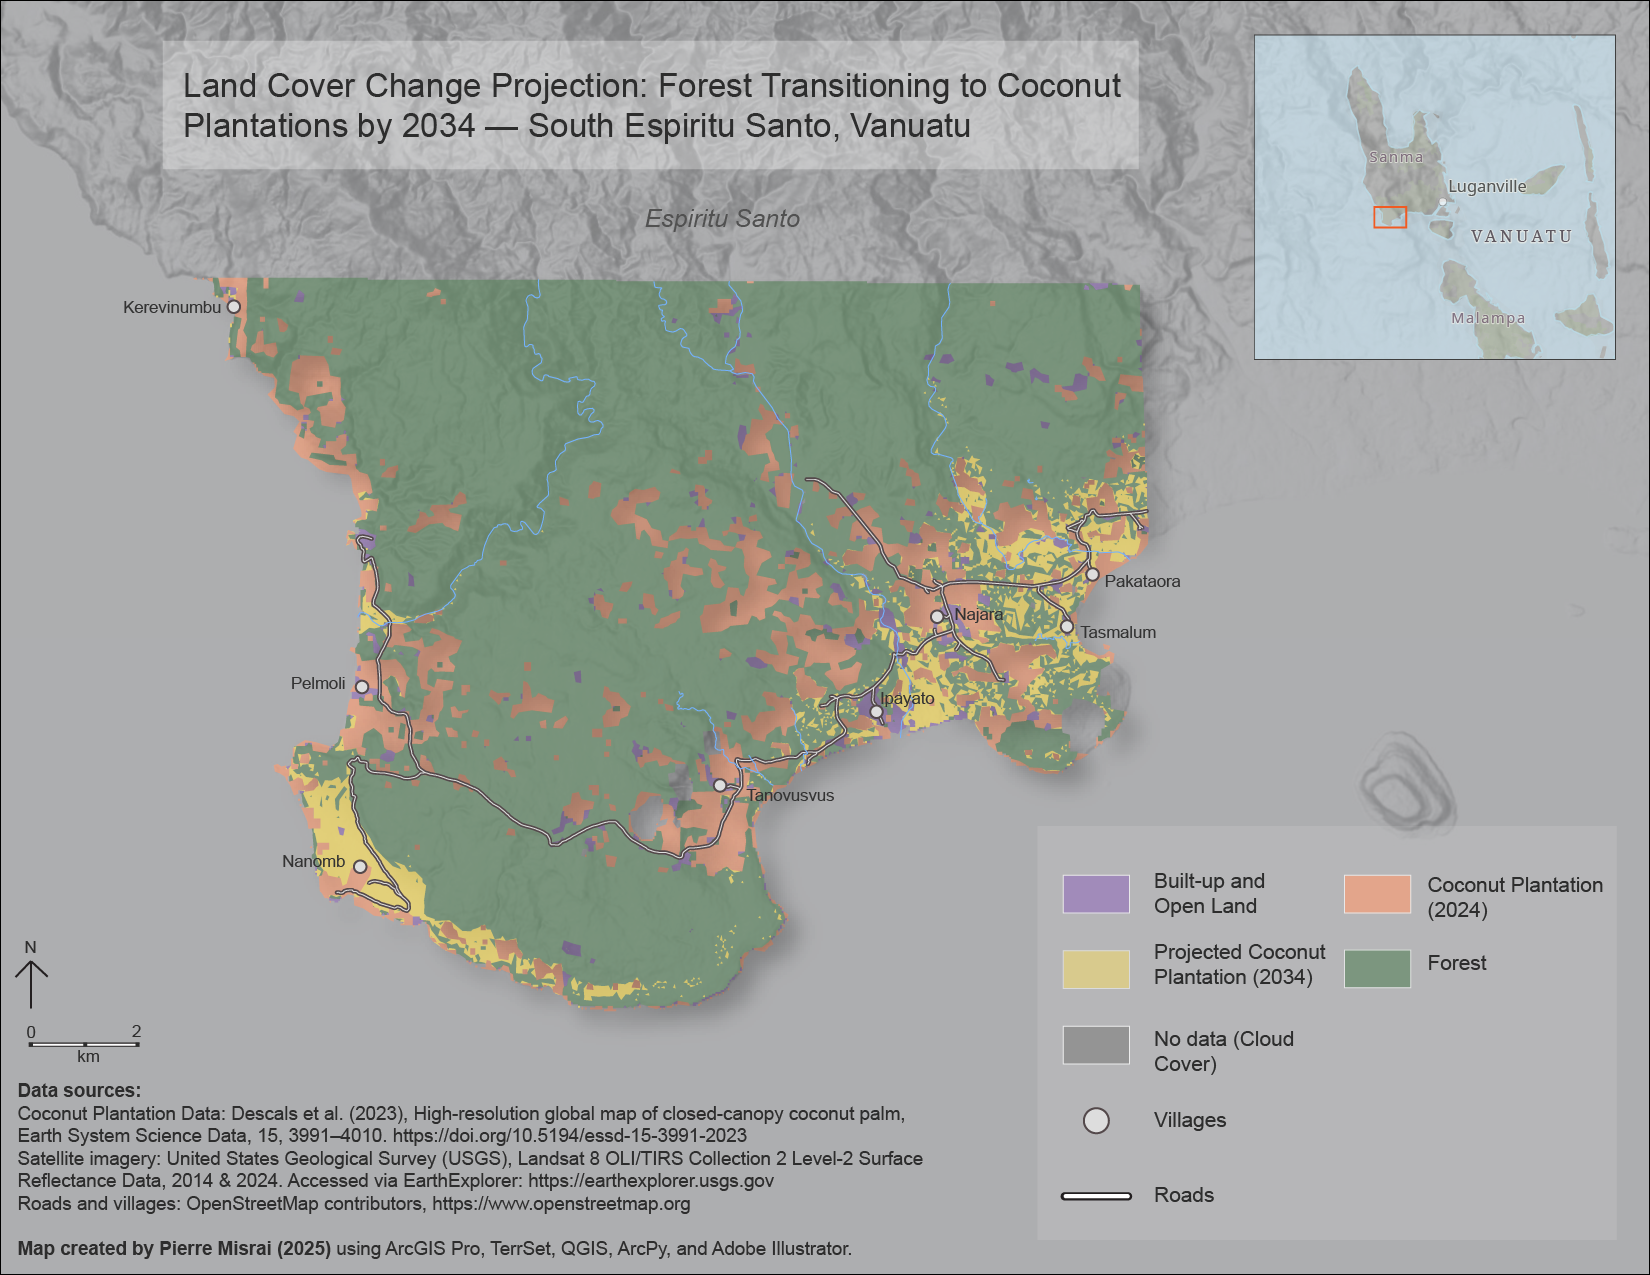 Land Cover Change Projection: Forest Transitioning to Coconut
Plantations by 2034 — South Espiritu Santo, Vanuatu
Sanma
Luganville
VANUATU
Malampa
Espiritu Santo
Kerevinumbu
Pakataora
Najara
Tasmalum
Pelmoli
Ipayato
Tanovusvus
Nanomb
Built-up and
Open Land
Coconut Plantation
(2024)
Projected Coconut
Plantation (2034)
Forest
No data (Cloud
Cover)
Villages
Roads
N
0 2
km
Data sources:
Coconut Plantation Data: Descals et al. (2023), High-resolution global map of closed-canopy coconut palm,
Earth System Science Data, 15, 3991–4010. https://doi.org/10.5194/essd-15-3991-2023
Satellite imagery: United States Geological Survey (USGS), Landsat 8 OLI/TIRS Collection 2 Level-2 Surface
Reflectance Data, 2014 & 2024. Accessed via EarthExplorer: https://earthexplorer.usgs.gov
Roads and villages: OpenStreetMap contributors, https://www.openstreetmap.org
Map created by Pierre Misrai (2025) using ArcGIS Pro, TerrSet, QGIS, ArcPy, and Adobe Illustrator.